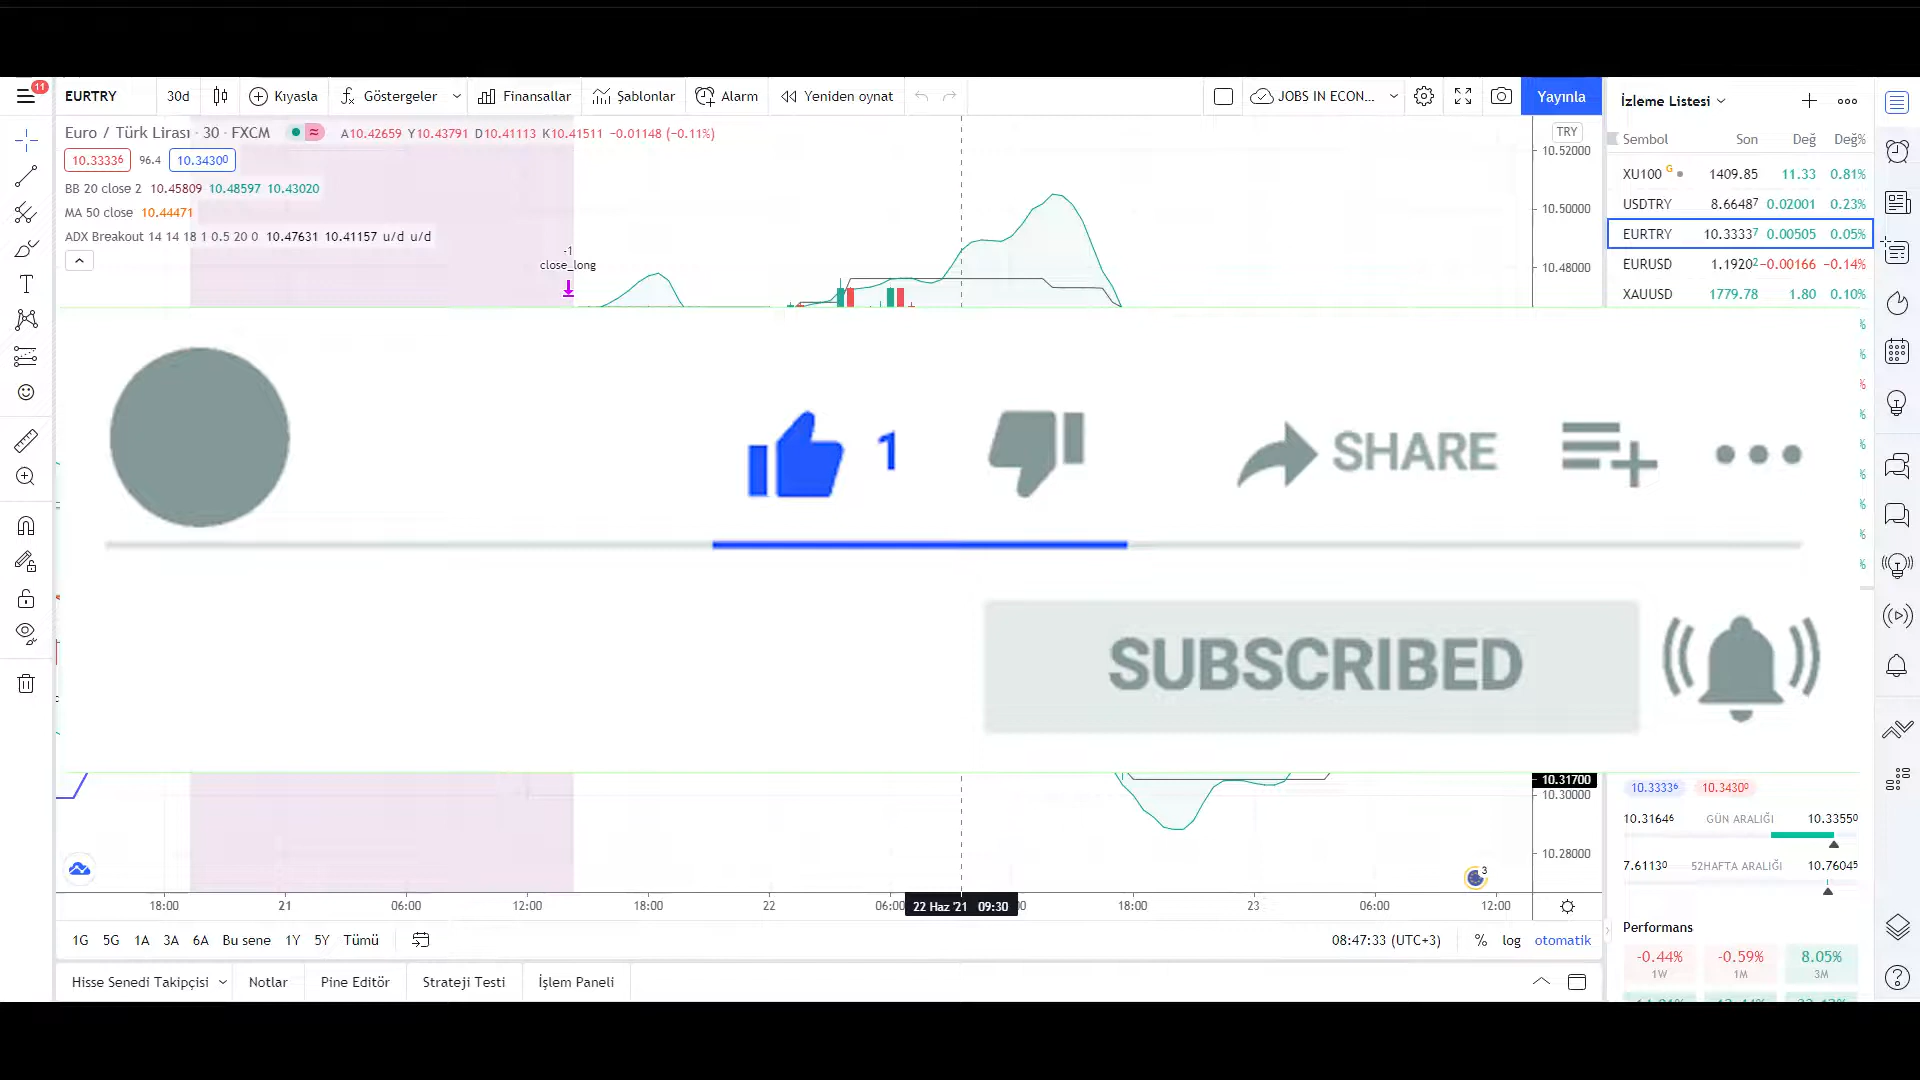 11
EURTRY 30d Kıyasla Göstergeler Finansallar Şablonlar Alarm Yeniden oynat JOBS IN ECON... Yayınla
Euro / Türk Lirası · 30 · FXCM A10.42659 Y10.43791 D10.41113 K10.41511 −0.01148 (−0.11%)
10.33336 96.4 10.34300
BB 20 close 2 10.45809 10.48597 10.43020
MA 50 close 10.44471
ADX Breakout 14 14 18 1 0.5 20 0 10.47631 10.41157 u/d u/d
-1
close_long
TRY
10.52000
10.50000
10.48000
İzleme Listesi
Sembol Son Değ Değ%
XU100 G 1409.85 11.33 0.81%
USDTRY 8.66487 0.02001 0.23%
EURTRY 10.33337 0.00505 0.05%
EURUSD 1.19202 −0.00166 −0.14%
XAUUSD 1779.78 1.80 0.10%
1 SHARE
SUBSCRIBED
10.31700
10.30000
10.28000
10.33336 10.34300
10.31646 GÜN ARALIĞI 10.33550
7.61130 52HAFTA ARALIĞI 10.76045
Performans
-0.44% -0.59% 8.05%
1W 1M 3M
3
18:00 21 06:00 12:00 18:00 22 06:00 22 Haz '21 09:30 18:00 23 06:00 12:00
1G 5G 1A 3A 6A Bu sene 1Y 5Y Tümü 08:47:33 (UTC+3) % log otomatik
Hisse Senedi Takipçisi Notlar Pine Editör Strateji Testi İşlem Paneli